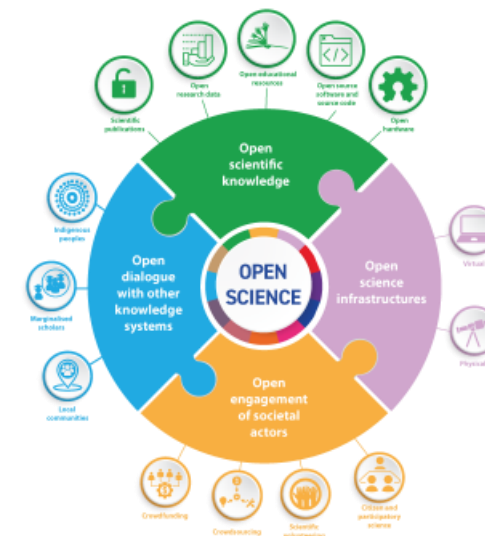 Open
research data
Open educational
resources
Open source
software and
source code
Scientific
publications
Open
hardware
Open
scientific
knowledge
Indigenous
peoples
Marginalised
scholars
Local
communities
Open
dialogue
with other
knowledge
systems
OPEN
SCIENCE
Open
science
infrastructures
Virtual
Physical
Open
engagement
of societal
actors
Crowdfunding
Crowdsourcing
Scientific
Citizen and
participatory
science